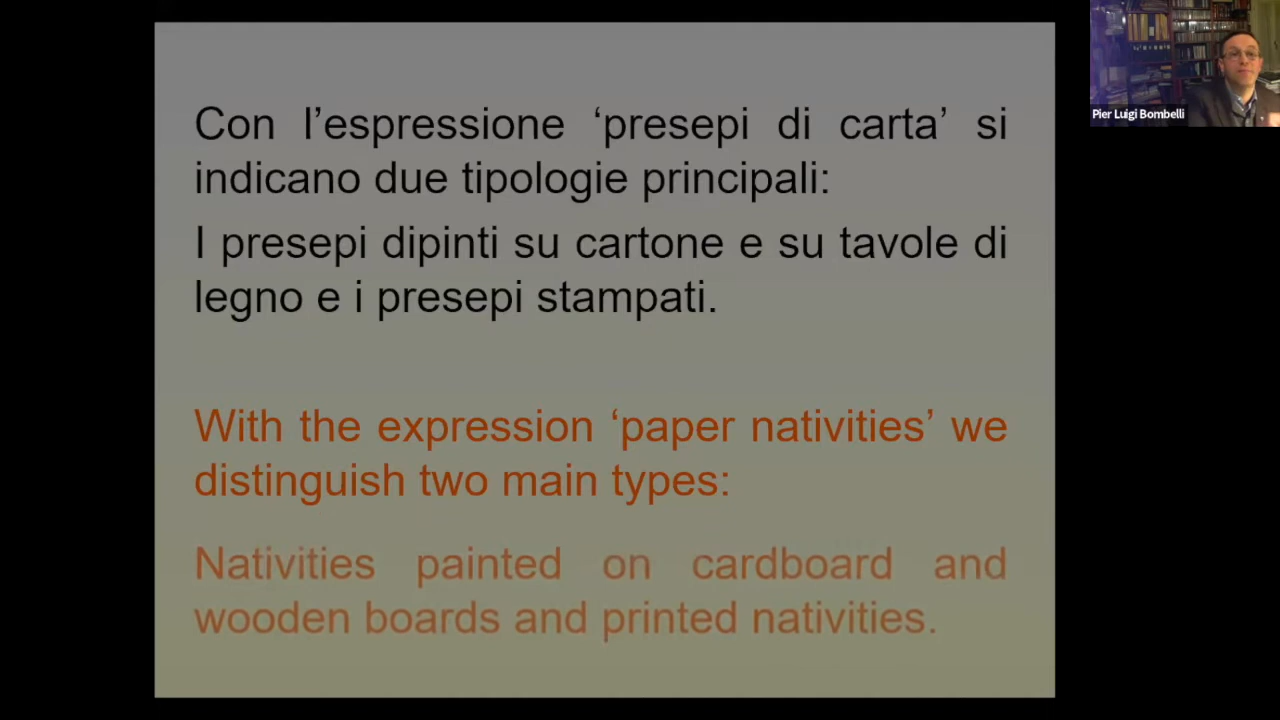 Con l’espressione ‘presepi di carta’ si
indicano due tipologie principali:
I presepi dipinti su cartone e su tavole di
legno e i presepi stampati.
With the expression ‘paper nativities’ we
distinguish two main types:
Nativities painted on cardboard and
wooden boards and printed nativities.
Pier Luigi Bombelli